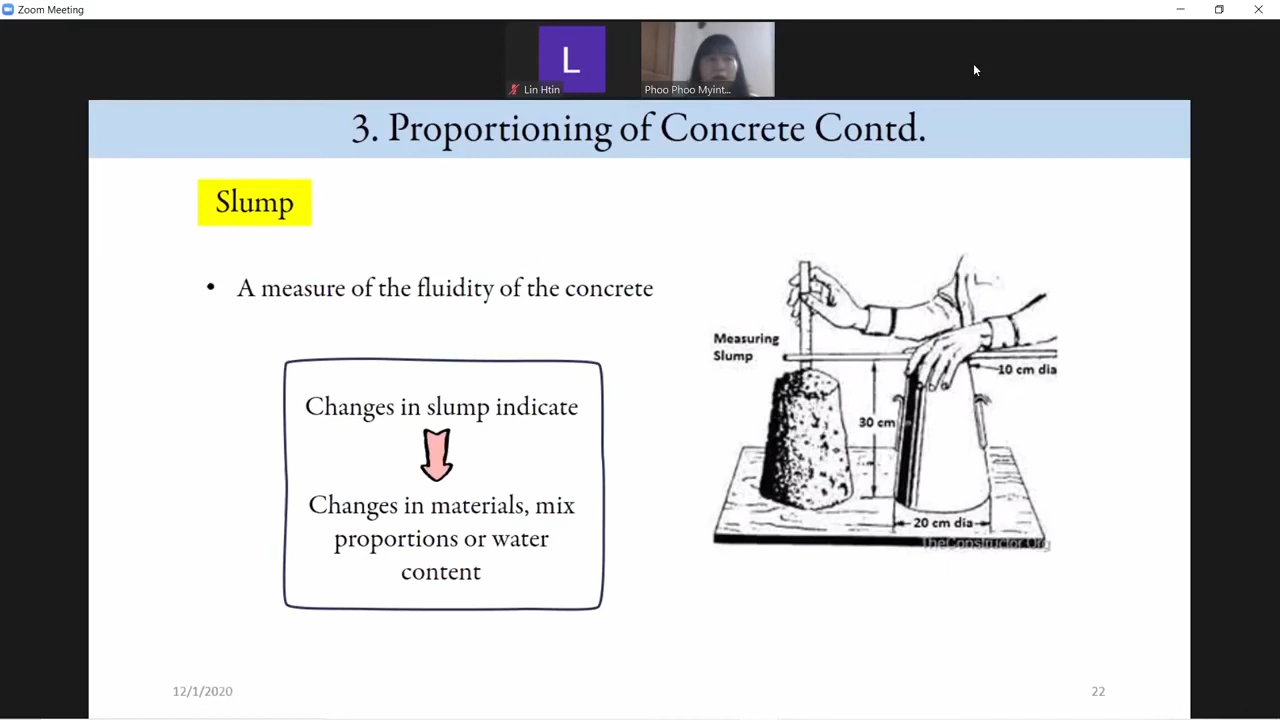 Zoom Meeting
L
Lin Htin
Phoo Phoo Myint...
3. Proportioning of Concrete Contd.
Slump
• A measure of the fluidity of the concrete
Measuring
Slump
10 cm dia
30 cm
20 cm dia
TheConstructor.Org
Changes in slump indicate
Changes in materials, mix
proportions or water
content
12/1/2020
22